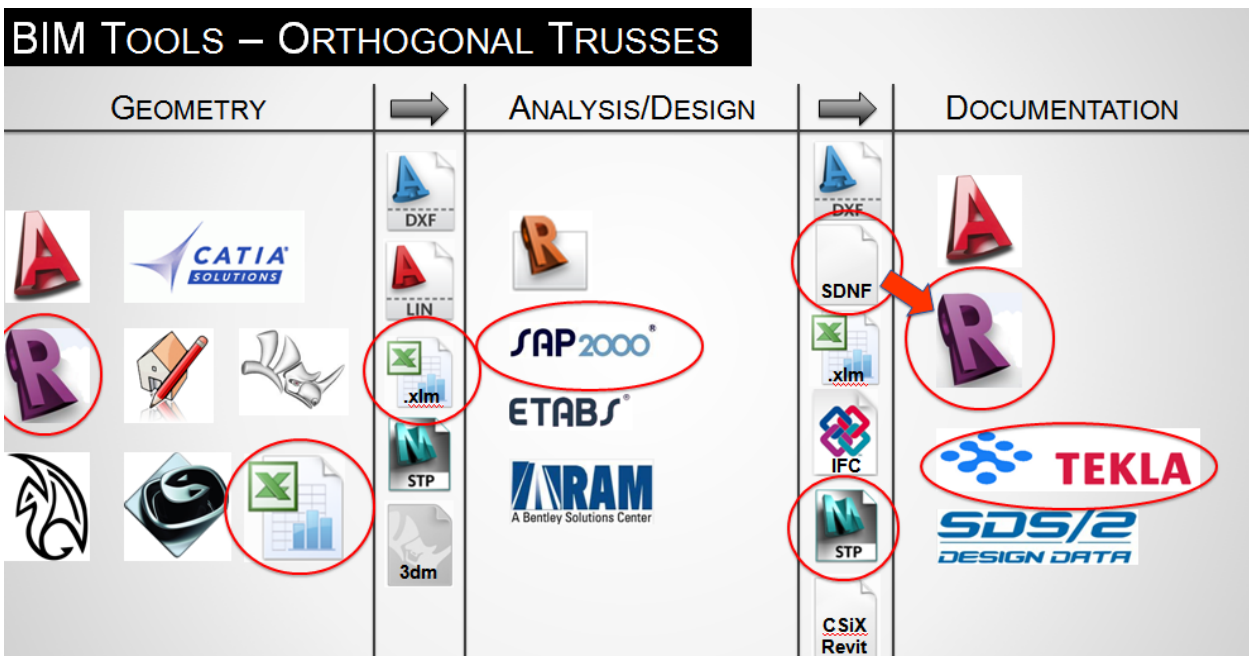 BIM TOOLS – ORTHOGONAL TRUSSES
GEOMETRY
ANALYSIS/DESIGN
DOCUMENTATION
CATIA
SOLUTIONS
DXF
LIN
.xlm
STP
3dm
SAP2000®
ETABS®
RAM
A Bentley Solutions Center
DXF
SDNF
.xlm
IFC
STP
CSiX
Revit
TEKLA
SDS/2
DESIGN DATA